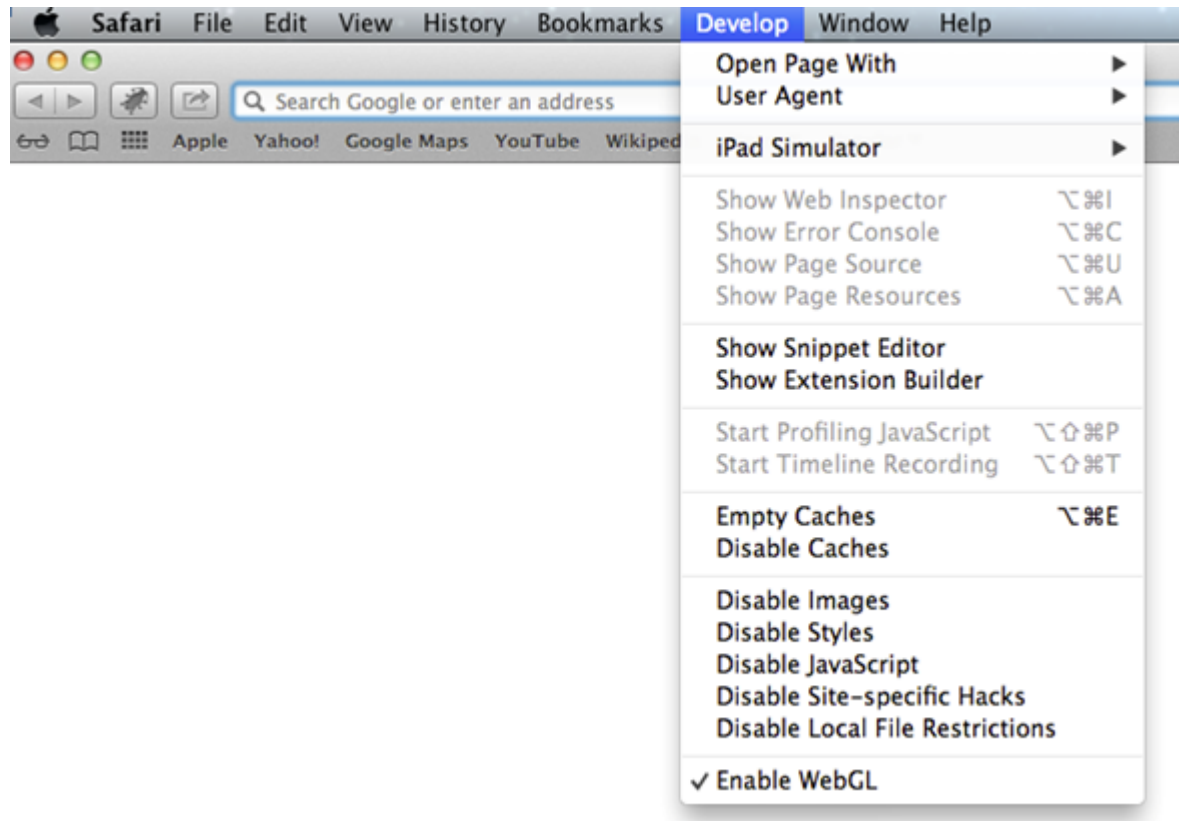 Safari File Edit View History Bookmarks Develop Window Help
Search Google or enter an address
Apple Yahoo! Google Maps YouTube
Open Page With
User Agent
iPad Simulator
Show Web Inspector ⌥⌘I
Show Error Console ⌥⌘C
Show Page Source ⌥⌘U
Show Page Resources ⌥⌘A
Show Snippet Editor
Show Extension Builder
Start Profiling JavaScript ⌥⇧⌘P
Start Timeline Recording ⌥⇧⌘T
Empty Caches ⌥⌘E
Disable Caches
Disable Images
Disable Styles
Disable JavaScript
Disable Site-specific Hacks
Disable Local File Restrictions
✓ Enable WebGL